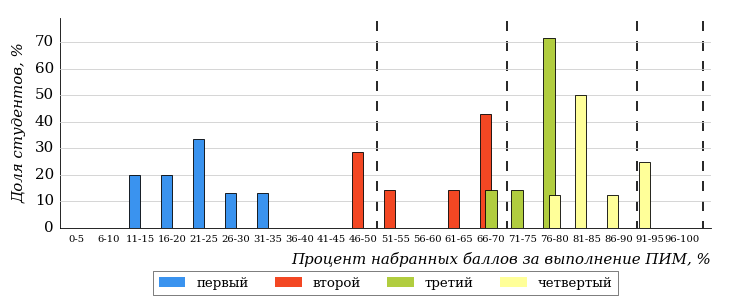 Доля студентов, %
70
60
50
40
30
20
10
0
0-5 6-10 11-15 16-20 21-25 26-30 31-35 36-40 41-45 46-50 51-55 56-60 61-65 66-70 71-75 76-80 81-85 86-90 91-95 96-100
Процент набранных баллов за выполнение ПИМ, %
первый второй третий четвертый